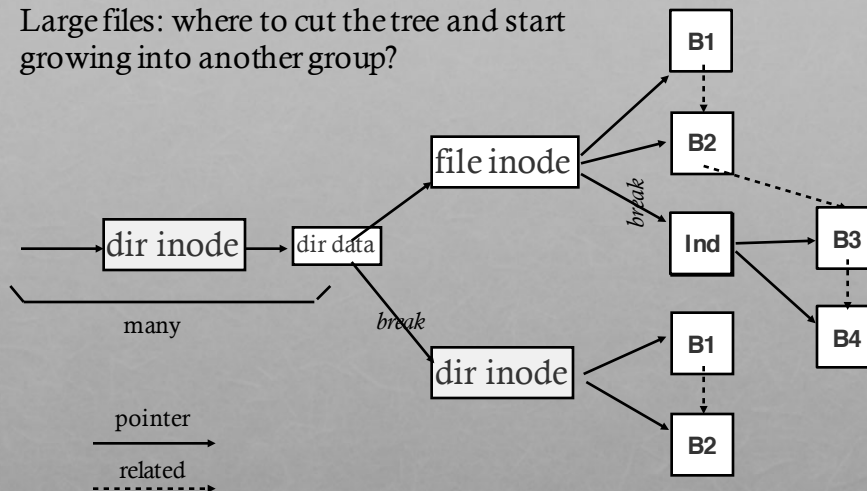 Large files: where to cut the tree and start
growing into another group?
B1
B2
file inode
break
Ind
B3
dir inode
dir data
many
break
B4
B1
dir inode
B2
pointer
related